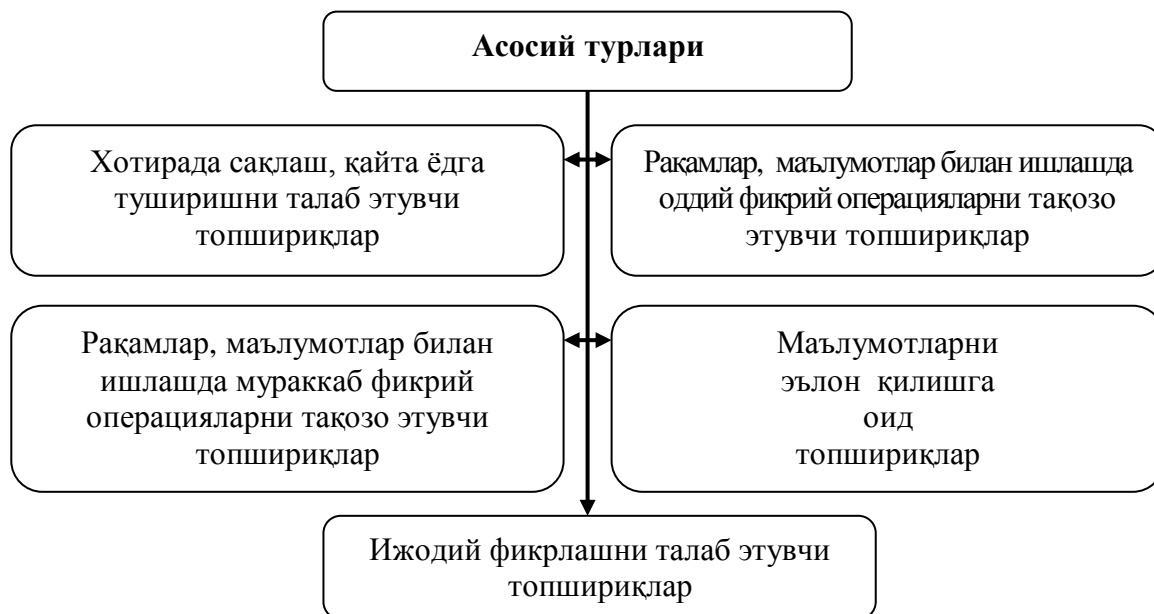 Асосий турлари
Хотирада сақлаш, қайта ёдга
туширишни талаб этувчи
топшириқлар
Рақамлар, маълумотлар билан ишлашда
оддий фикрий операцияларни тақозо
этувчи топшириқлар
Рақамлар, маълумотлар билан
ишлашда мураккаб фикрий
операцияларни тақозо этувчи
топшириқлар
Маълумотларни
эълон қилишга
оид
топшириқлар
Ижодий фикрлашни талаб этувчи
топшириқлар